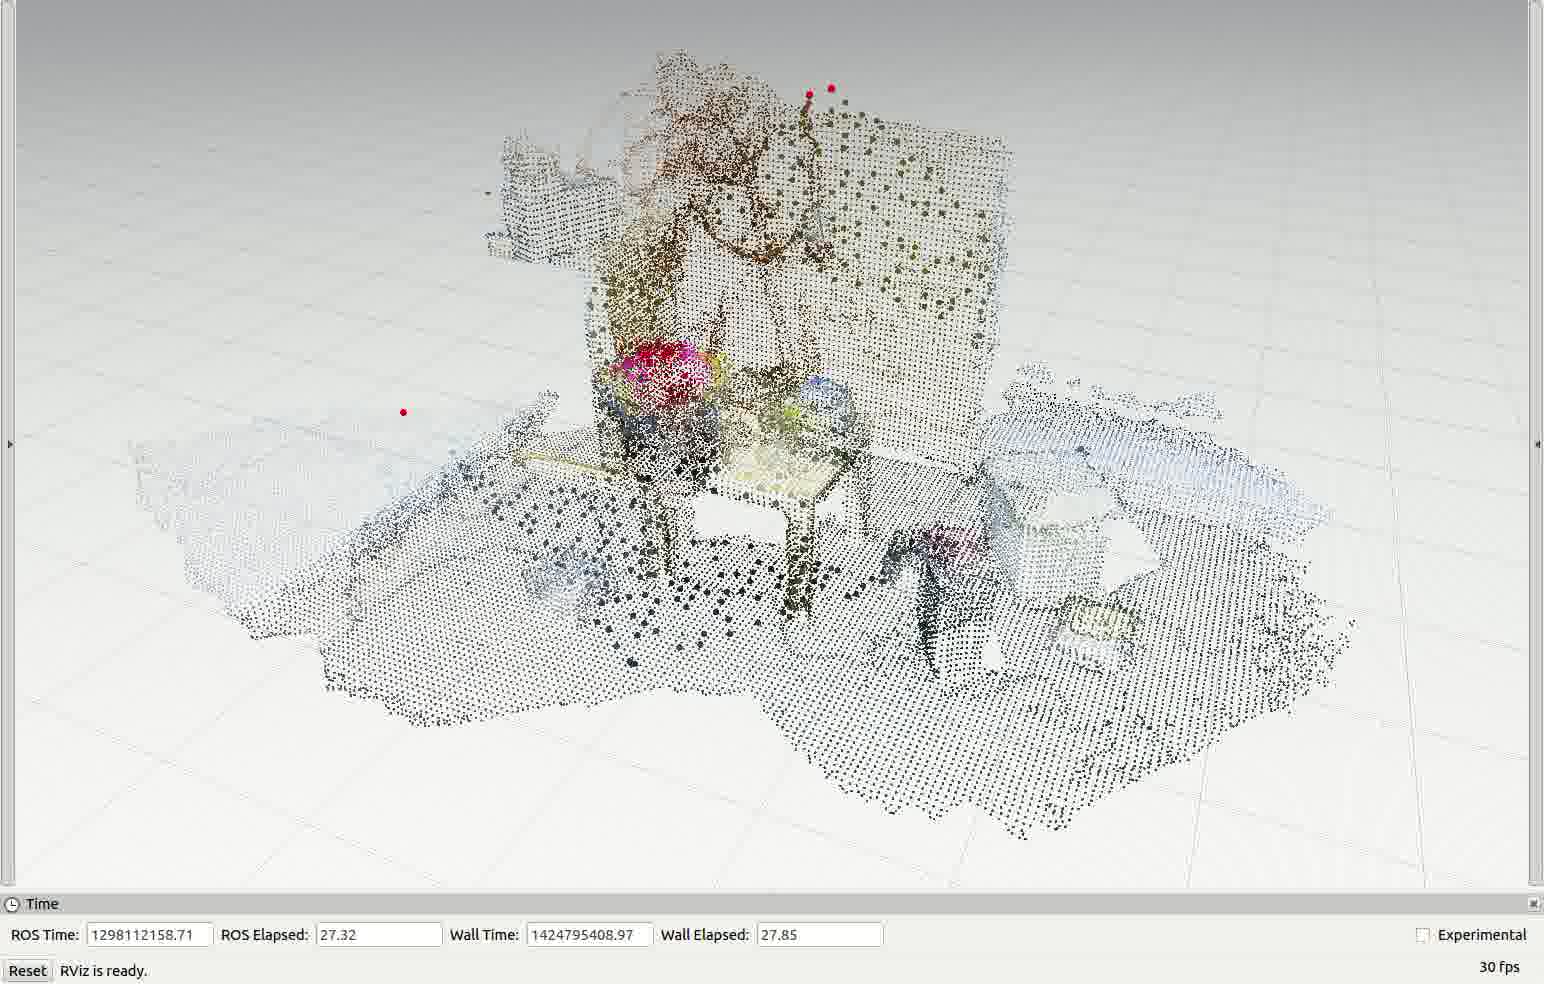 Time
ROS Time: 1298112158.71 ROS Elapsed: 27.32 Wall Time: 1424795408.97 Wall Elapsed: 27.85 Experimental
Reset RViz is ready. 30 fps